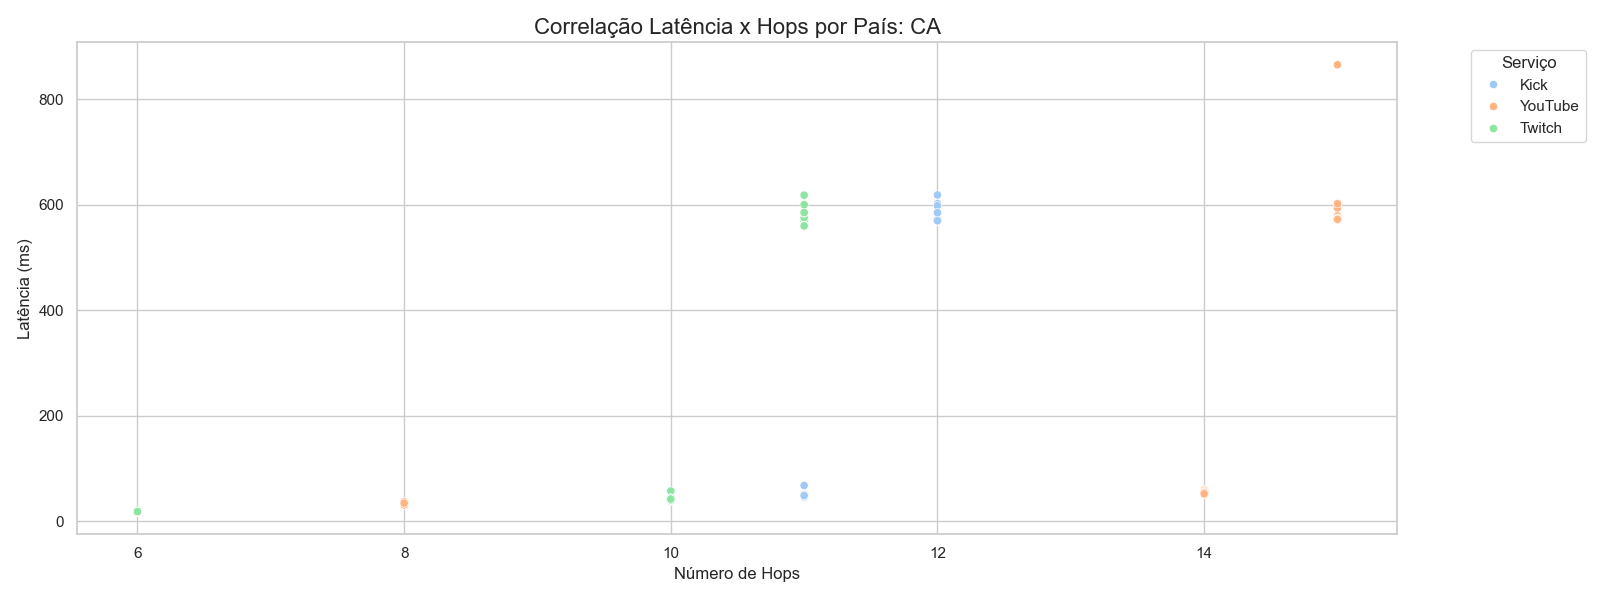 Correlação Latência x Hops por País: CA
Serviço
Kick
YouTube
Twitch
Latência (ms)
800
600
400
200
0
6
8
10
12
14
Número de Hops